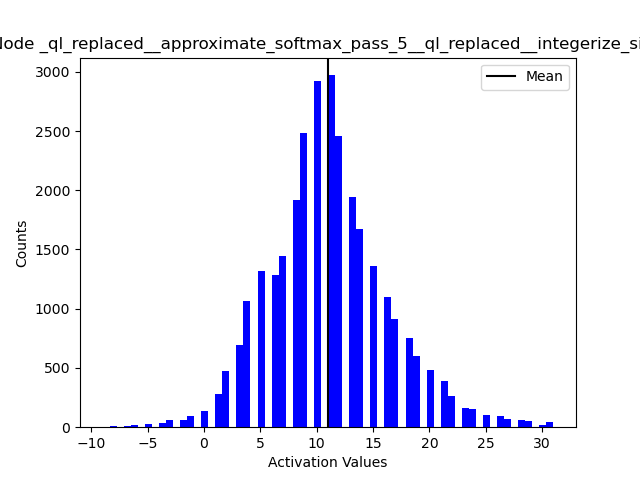 Node _ql_replaced__approximate_softmax_pass_5__ql_replaced__integerize_si
Mean
3000
2500
2000
1500
1000
500
0
Counts
−10 −5 0 5 10 15 20 25 30
Activation Values